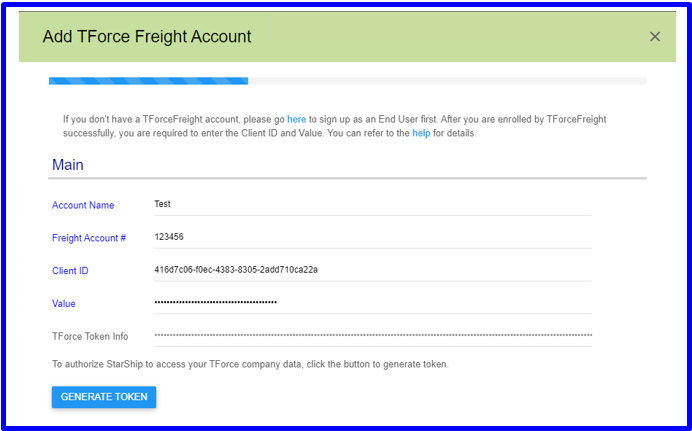 Add TForce Freight Account
If you don't have a TForceFreight account, please go here to sign up as an End User first. After you are enrolled by TForceFreight
successfully, you are required to enter the Client ID and Value. You can refer to the help for details.
Main
Account Name Test
Freight Account # 123456
Client ID 416d7c06-f0ec-4383-8305-2add710ca22a
Value
TForce Token Info
To authorize StarShip to access your TForce company data, click the button to generate token.
GENERATE TOKEN